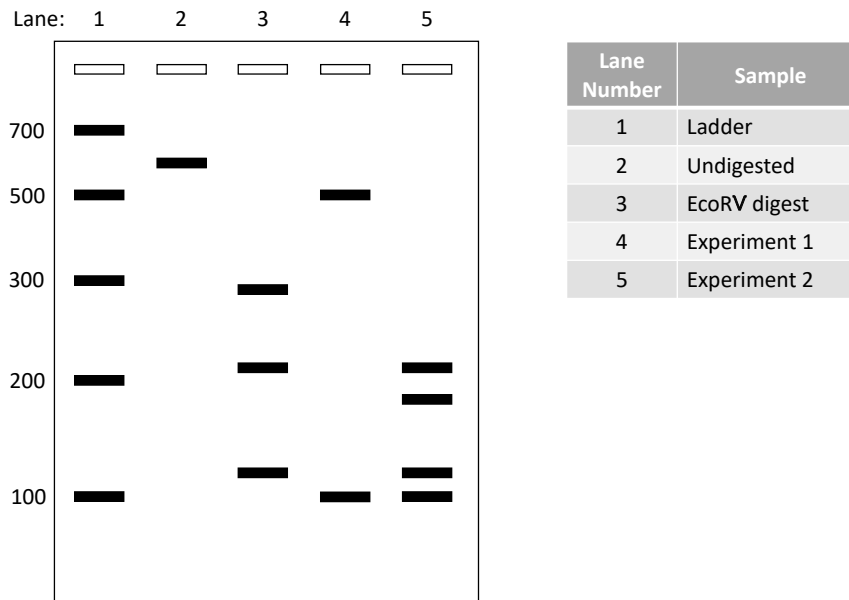 Lane: 1 2 3 4 5
700
500
300
200
100
Lane Number Sample
1 Ladder
2 Undigested
3 EcoRV digest
4 Experiment 1
5 Experiment 2